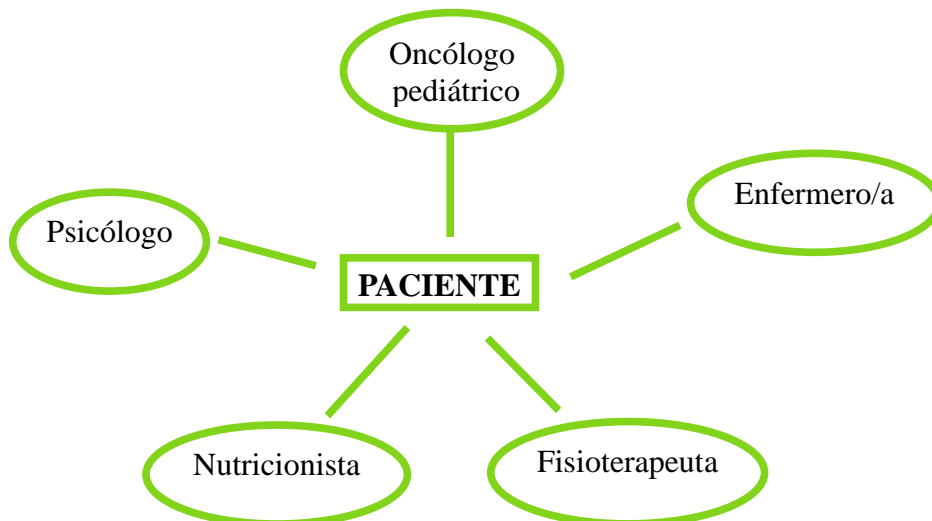 Oncólogo
pediátrico
Enfermero/a
Psicólogo
PACIENTE
Nutricionista
Fisioterapeuta